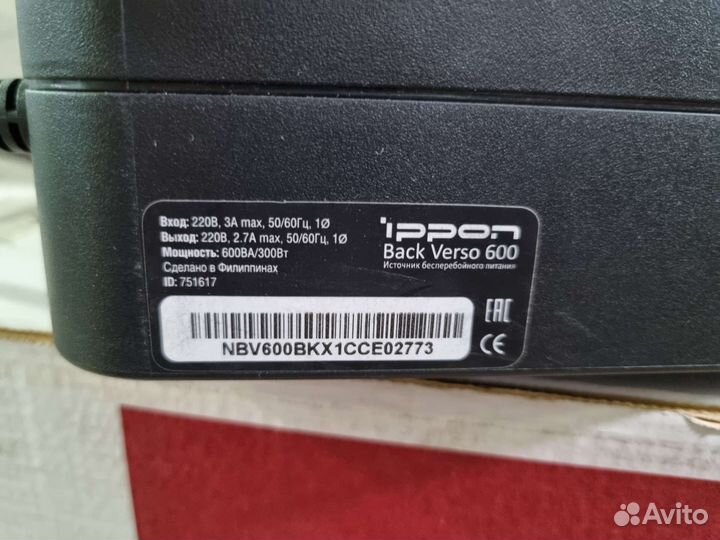 Вход: 220В, 3А max, 50/60Гц, 1Ø
Выход: 220В, 2.7А max, 50/60Гц, 1Ø
Мощность: 600ВА/300Вт
Сделано в Филиппинах
ID: 751617
ippon
Back Verso 600
Источник бесперебойного питания
EAC
CE
NBV600BKX1CCE02773
Avito